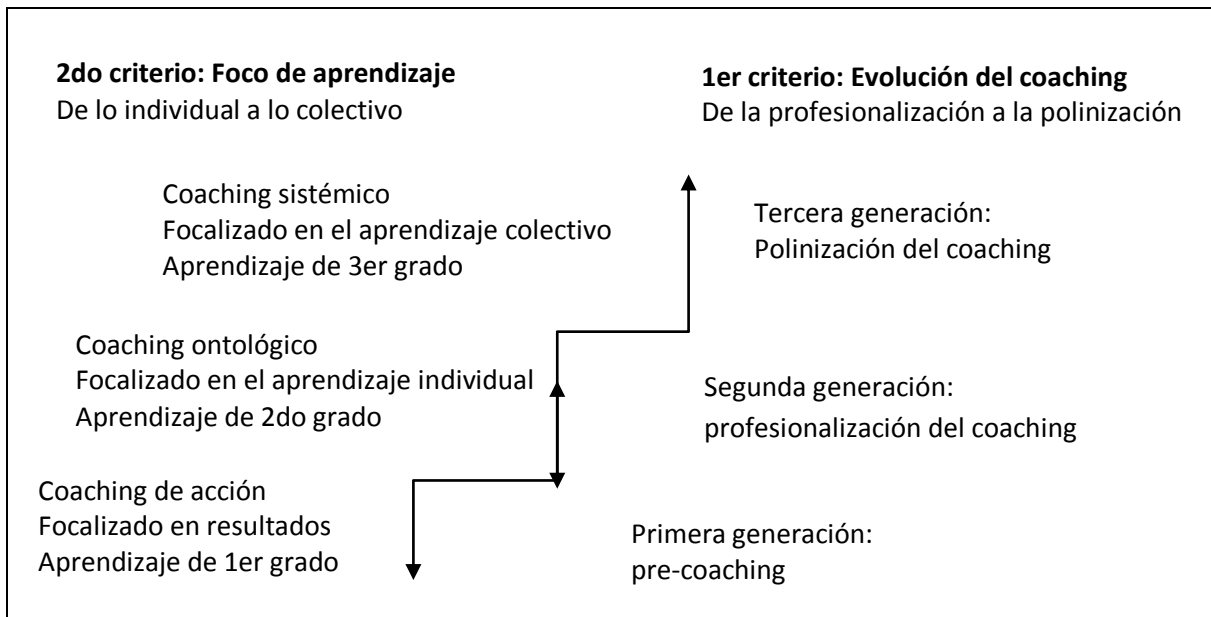 2do criterio: Foco de aprendizaje
De lo individual a lo colectivo
1er criterio: Evolución del coaching
De la profesionalización a la polinización
Coaching sistémico
Focalizado en el aprendizaje colectivo
Aprendizaje de 3er grado
Tercera generación:
Polinización del coaching
Coaching ontológico
Focalizado en el aprendizaje individual
Aprendizaje de 2do grado
Segunda generación:
profesionalización del coaching
Coaching de acción
Focalizado en resultados
Aprendizaje de 1er grado
Primera generación:
pre-coaching